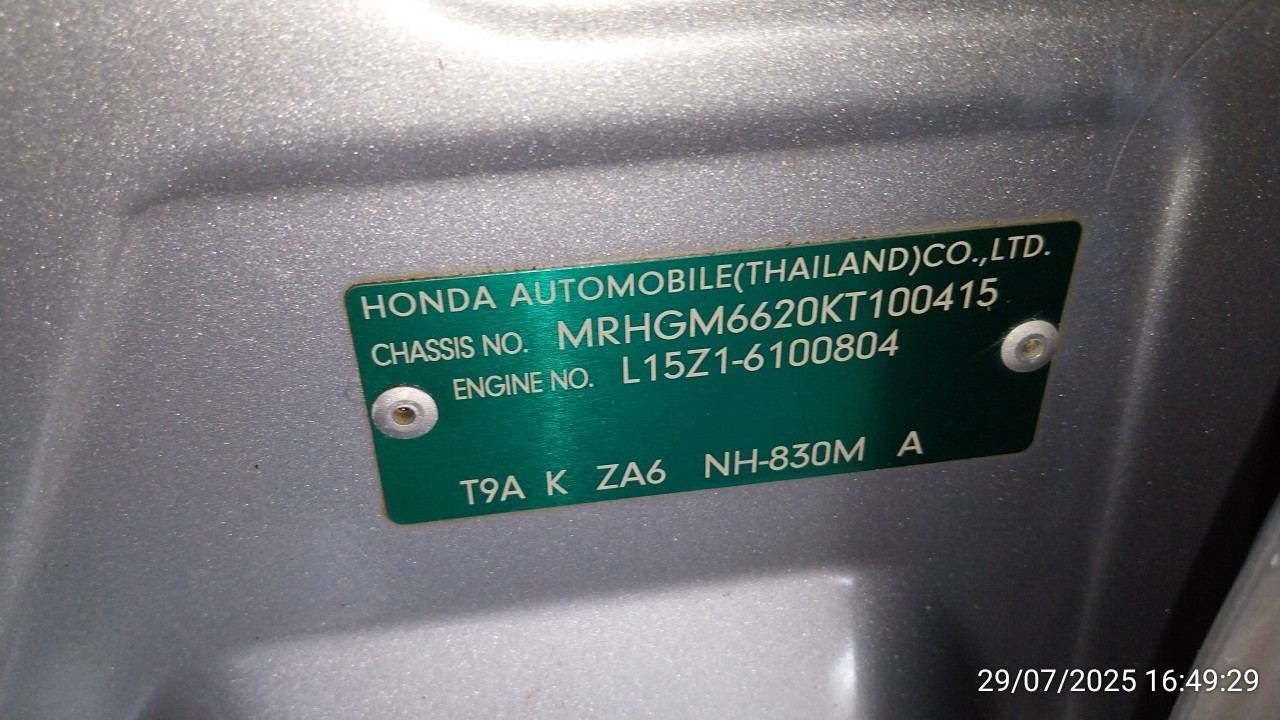 HONDA AUTOMOBILE(THAILAND)CO.,LTD.
CHASSIS NO. MRHGM6620KT100415
ENGINE NO. L15Z1-6100804
T9A K ZA6 NH-830M A
29/07/2025 16:49:29